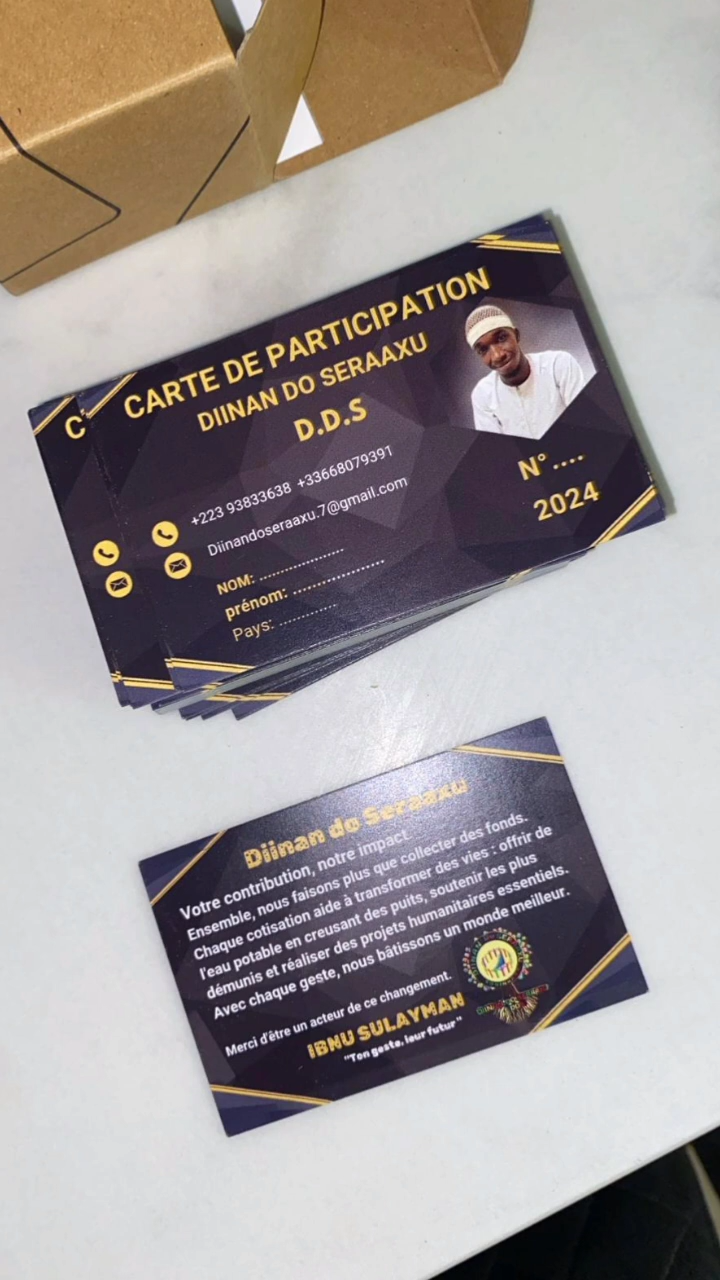 C
CARTE DE PARTICIPATION
DIINAN DO SERAAXU
D.D.S
+223 93833638 +33668079391
Diinandoseraaxu.7@gmail.com
NOM: ....................
prénom: ....................
Pays: .............
N° ....
2024
Diinan do Seraaxu
Votre contribution, notre impact.
Ensemble, nous faisons plus que collecter des fonds.
Chaque cotisation aide à transformer des vies : offrir de
l'eau potable en creusant des puits, soutenir les plus
démunis et réaliser des projets humanitaires essentiels.
Avec chaque geste, nous bâtissons un monde meilleur.
Merci d'être un acteur de ce changement.
IBNU SULAYMAN
"Ton geste, leur futur"